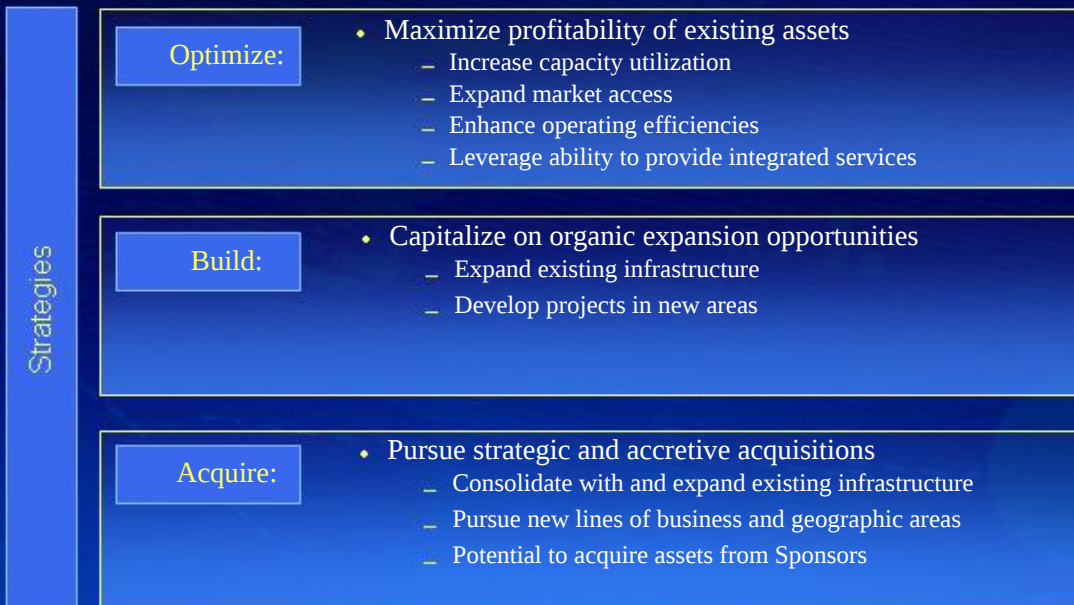 Strategies
Optimize:
• Maximize profitability of existing assets
– Increase capacity utilization
– Expand market access
– Enhance operating efficiencies
– Leverage ability to provide integrated services
Build:
• Capitalize on organic expansion opportunities
– Expand existing infrastructure
– Develop projects in new areas
Acquire:
• Pursue strategic and accretive acquisitions
– Consolidate with and expand existing infrastructure
– Pursue new lines of business and geographic areas
– Potential to acquire assets from Sponsors